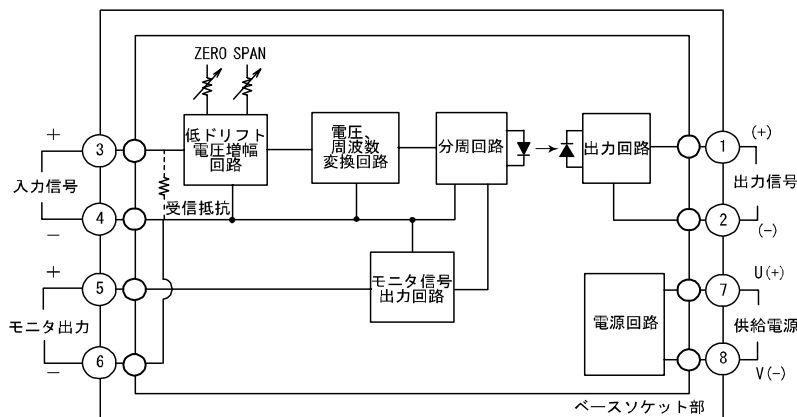 ZERO SPAN
+
3
入力信号
4
−
+
5
モニタ出力
6
−
低ドリフト
電圧増幅
回路
受信抵抗
電圧、
周波数
変換回路
分周回路
モニタ信号
出力回路
出力回路
電源回路
1
(+)
出力信号
2
(−)
U(+)
7
供給電源
8
V(−)
ベースソケット部